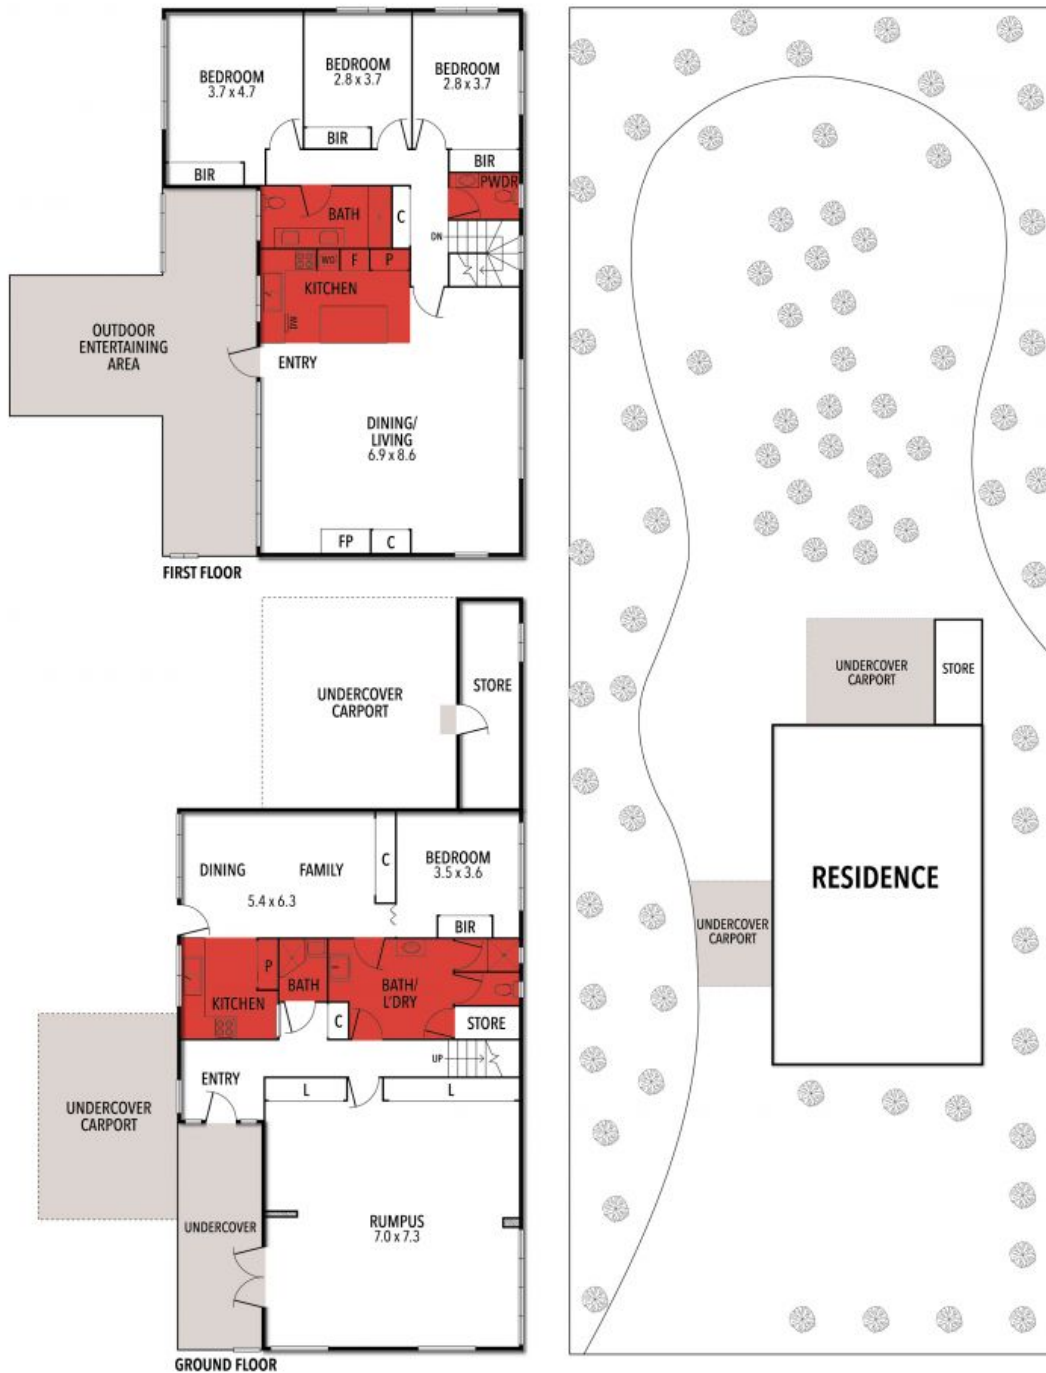 BEDROOM
3.7 x 4.7
BEDROOM
2.8 x 3.7
BEDROOM
2.8 x 3.7
BIR
BIR
BIR
PWDR
BATH
C
DN
WO
F
P
KITCHEN
DW
OUTDOOR
ENTERTAINING
AREA
ENTRY
DINING/
LIVING
6.9 x 8.6
FP
C
FIRST FLOOR
UNDERCOVER
CARPORT
STORE
DINING
FAMILY
5.4 x 6.3
C
BEDROOM
3.5 x 3.6
BIR
P
KITCHEN
BATH
BATH/
L'DRY
C
STORE
UP
ENTRY
L
L
UNDERCOVER
CARPORT
UNDERCOVER
RUMPUS
7.0 x 7.3
GROUND FLOOR
UNDERCOVER
CARPORT
STORE
RESIDENCE
UNDERCOVER
CARPORT